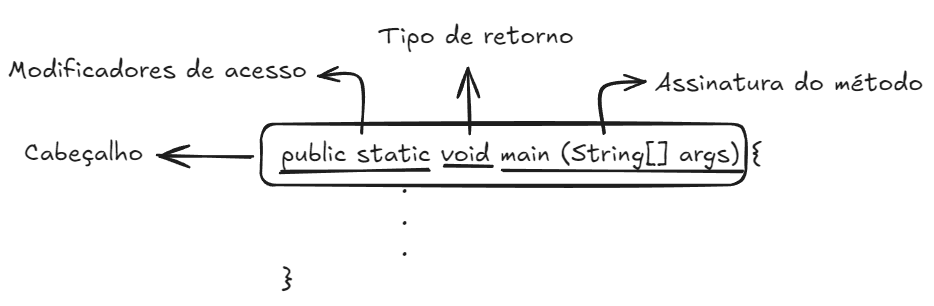 Tipo de retorno
Modificadores de acesso
Assinatura do método
Cabeçalho
public static void main (String[] args) {
.
.
.
}